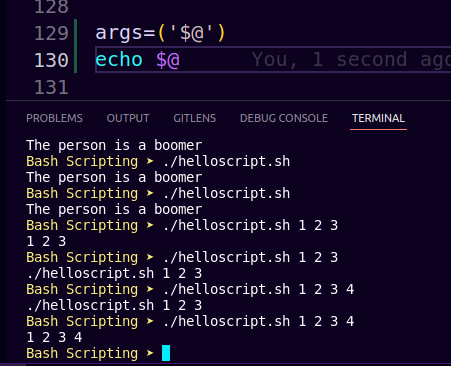 128
129 args=('$@')
130 echo $@ You, 1 second ago
131
PROBLEMS OUTPUT GITLENS DEBUG CONSOLE TERMINAL
The person is a boomer
Bash Scripting ➤ ./helloscript.sh
The person is a boomer
Bash Scripting ➤ ./helloscript.sh
The person is a boomer
Bash Scripting ➤ ./helloscript.sh 1 2 3
1 2 3
Bash Scripting ➤ ./helloscript.sh 1 2 3
./helloscript.sh 1 2 3
Bash Scripting ➤ ./helloscript.sh 1 2 3 4
./helloscript.sh 1 2 3
Bash Scripting ➤ ./helloscript.sh 1 2 3 4
1 2 3 4
Bash Scripting ➤